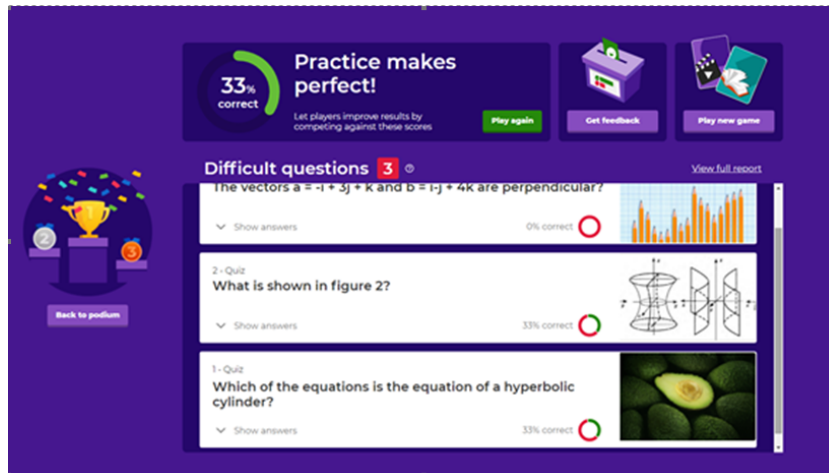 33%
correct
Practice makes
perfect!
Let players improve results by
competing against these scores
Play again
Get feedback
Play new game
Difficult questions 3
View full report
The vectors a = -i + 3j + k and b = i-j + 4k are perpendicular?
Show answers
0% correct
2 - Quiz
What is shown in figure 2?
Show answers
33% correct
1 - Quiz
Which of the equations is the equation of a hyperbolic
cylinder?
Show answers
33% correct
1
2
3
Back to podium